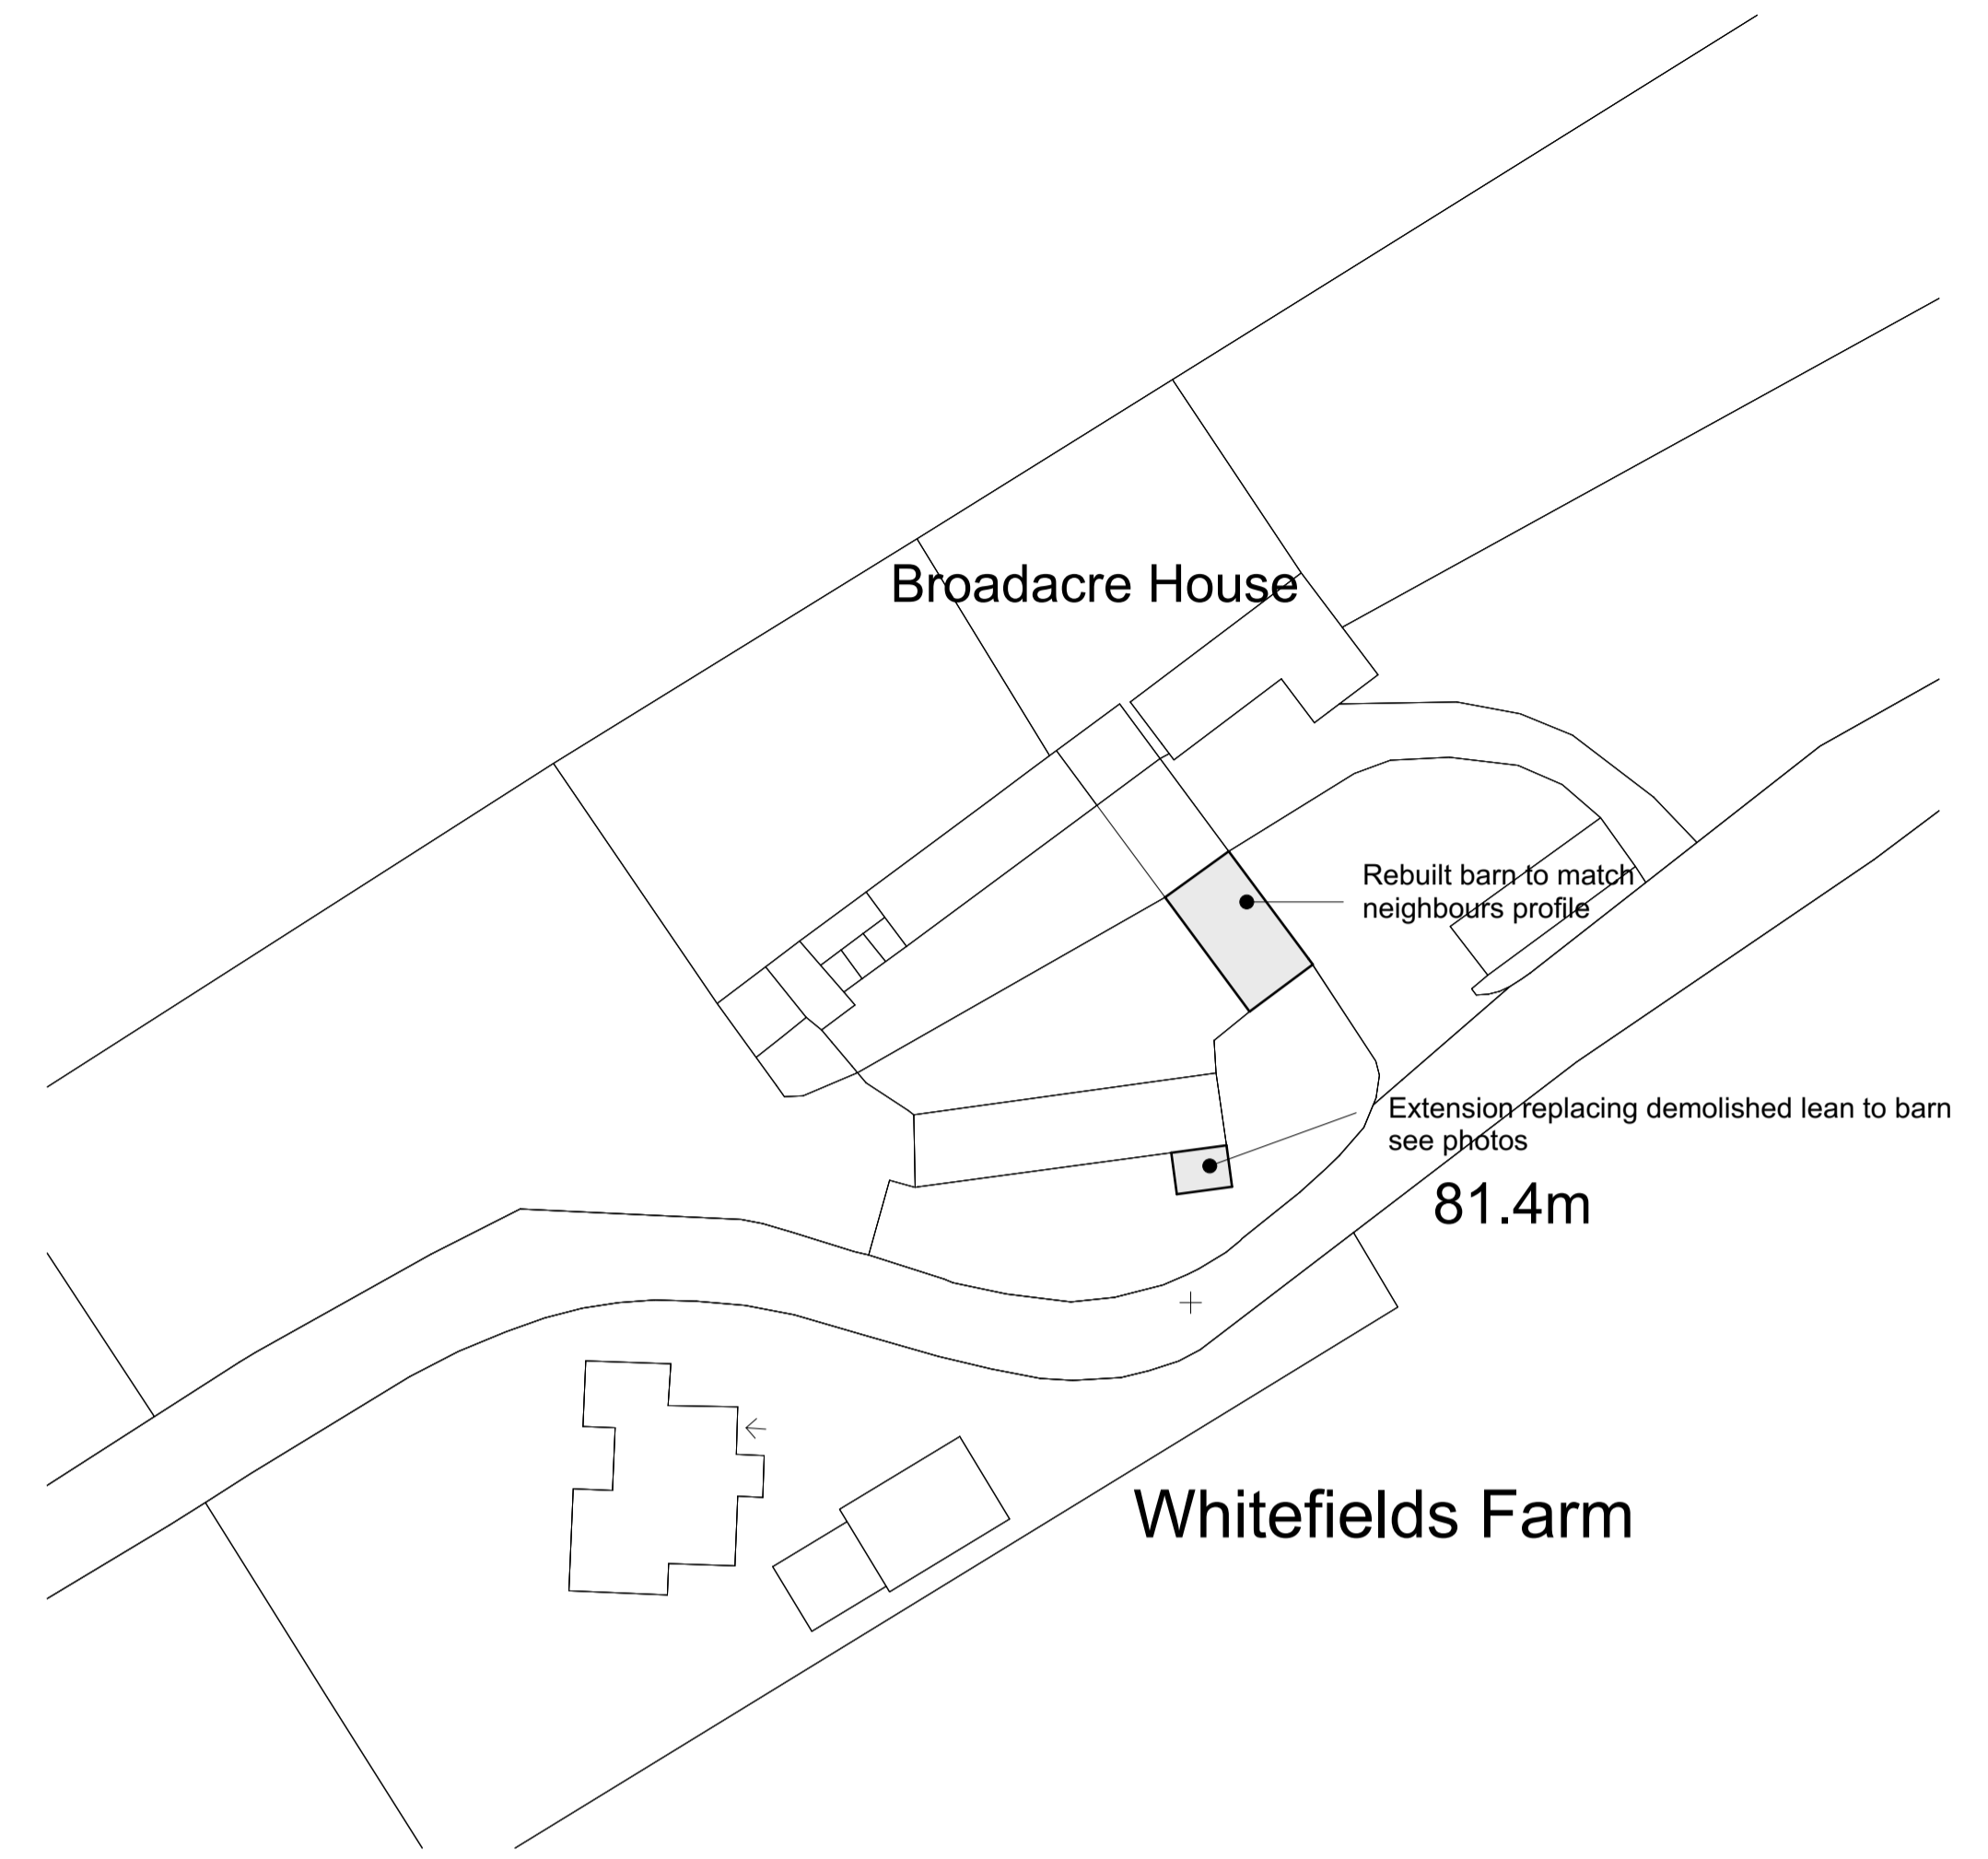 Broadacre House
Rebuilt barn to match
neighbours profile
Extension replacing demolished lean to barn
see photos
81.4m
Whitefields Farm